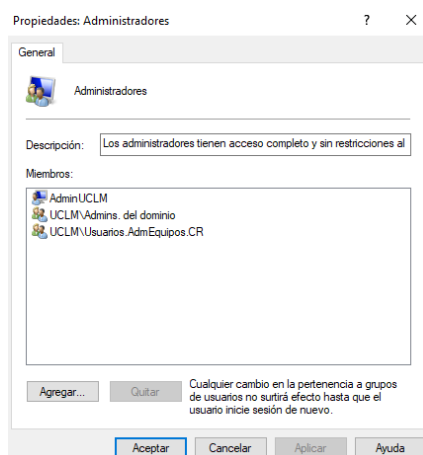 Propiedades: Administradores ? ×
General
Administradores
Descripción: Los administradores tienen acceso completo y sin restricciones al
Miembros:
AdminUCLM
UCLM\Admins. del dominio
UCLM\Usuarios.AdmEquipos.CR
Agregar...
Quitar
Cualquier cambio en la pertenencia a grupos
de usuarios no surtirá efecto hasta que el
usuario inicie sesión de nuevo.
Aceptar Cancelar Aplicar Ayuda